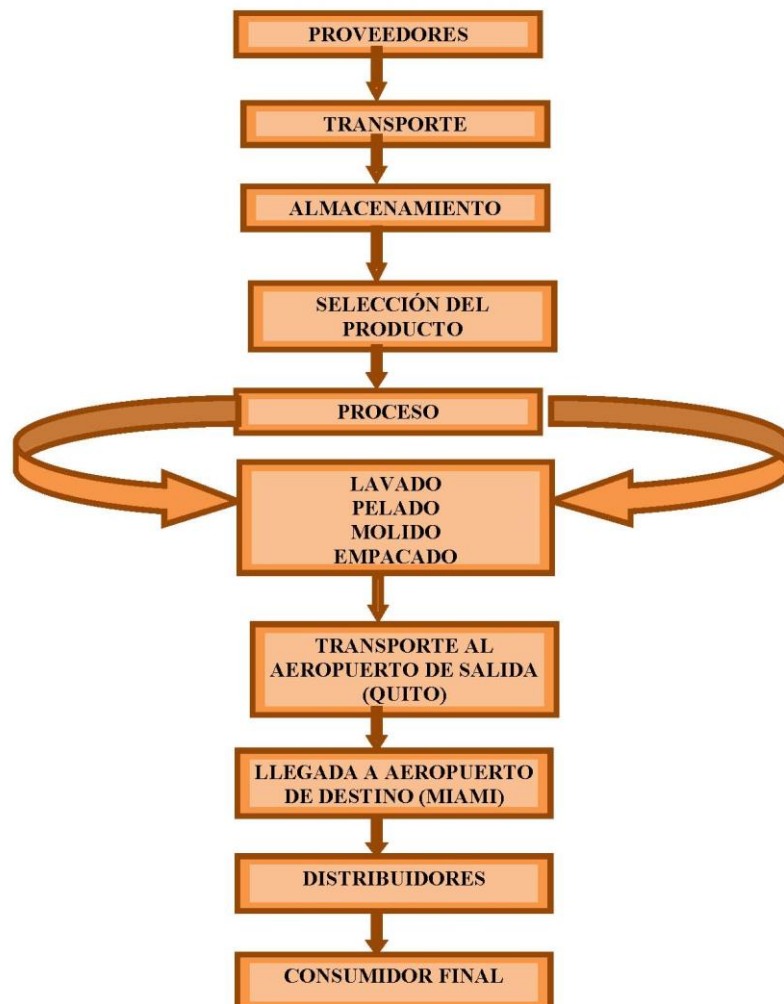 PROVEEDORES
TRANSPORTE
ALMACENAMIENTO
SELECCIÓN DEL
PRODUCTO
PROCESO
LAVADO
PELADO
MOLIDO
EMPACADO
TRANSPORTE AL
AEROPUERTO DE SALIDA
(QUITO)
LLEGADA A AEROPUERTO
DE DESTINO (MIAMI)
DISTRIBUIDORES
CONSUMIDOR FINAL